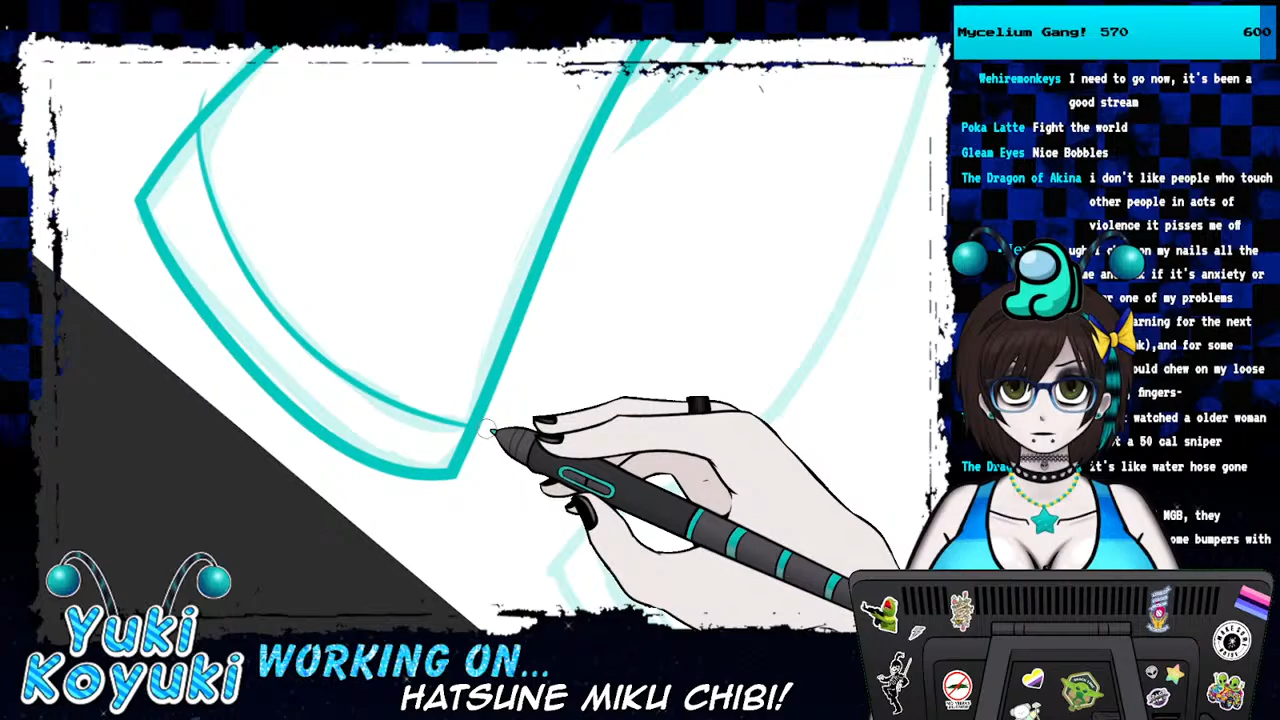 Mycelium Gang! 570 600
Wehiremonkeys I need to go now, it's been a
good stream
Poka Latte Fight the world
Gleam Eyes Nice Bobbles
The Dragon of Akina i don't like people who touch
other people in acts of
violence it pisses me off
on my nails all the
if it's anxiety or
one of my problems
for the next
and for some
chew on my loose
fingers-
watched a older woman
a 50 cal sniper
The it's like water hose gone
MGB, they
bumpers with
Yuki
Koyuki
WORKING ON...
HATSUNE MIKU CHIBI!